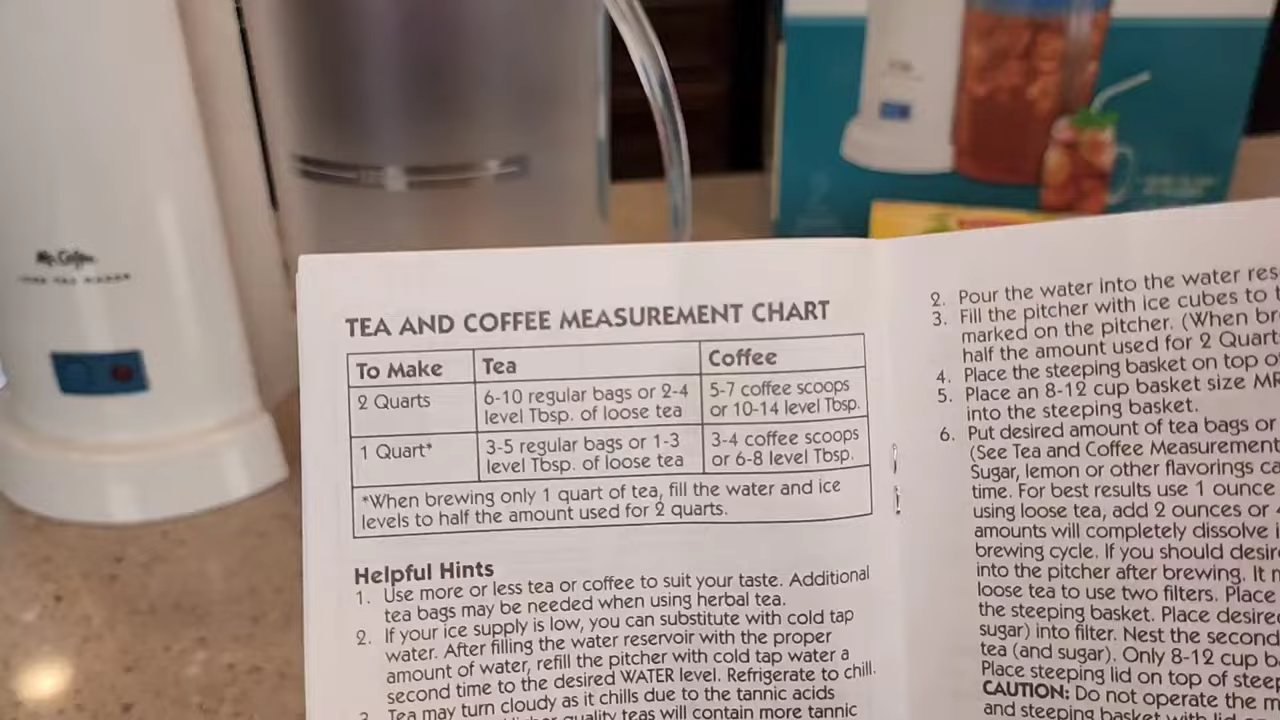 Mr. Coffee
ICED TEA MAKER
TEA AND COFFEE MEASUREMENT CHART
To Make Tea Coffee
2 Quarts 6-10 regular bags or 2-4 level Tbsp. of loose tea 5-7 coffee scoops or 10-14 level Tbsp.
1 Quart* 3-5 regular bags or 1-3 level Tbsp. of loose tea 3-4 coffee scoops or 6-8 level Tbsp.
*When brewing only 1 quart of tea, fill the water and ice
levels to half the amount used for 2 quarts.
Helpful Hints
1. Use more or less tea or coffee to suit your taste. Additional
tea bags may be needed when using herbal tea.
2. If your ice supply is low, you can substitute with cold tap
water. After filling the water reservoir with the proper
amount of water, refill the pitcher with cold tap water a
second time to the desired WATER level. Refrigerate to chill.
3. Tea may turn cloudy as it chills due to the tannic acids
quality teas will contain more tannic
2. Pour the water into the water res
3. Fill the pitcher with ice cubes to
marked on the pitcher. (When br
half the amount used for 2 Quart
4. Place the steeping basket on top o
5. Place an 8-12 cup basket size MR
into the steeping basket.
6. Put desired amount of tea bags or
(See Tea and Coffee Measurement
Sugar, lemon or other flavorings ca
time. For best results use 1 ounce
using loose tea, add 2 ounces or
amounts will completely dissolve i
brewing cycle. If you should desire
into the pitcher after brewing. It m
loose tea to use two filters. Place
the steeping basket. Place desired
sugar) into filter. Nest the second
tea (and sugar). Only 8-12 cup b
Place steeping lid on top of steep
CAUTION: Do not operate the m
and steeping basket with